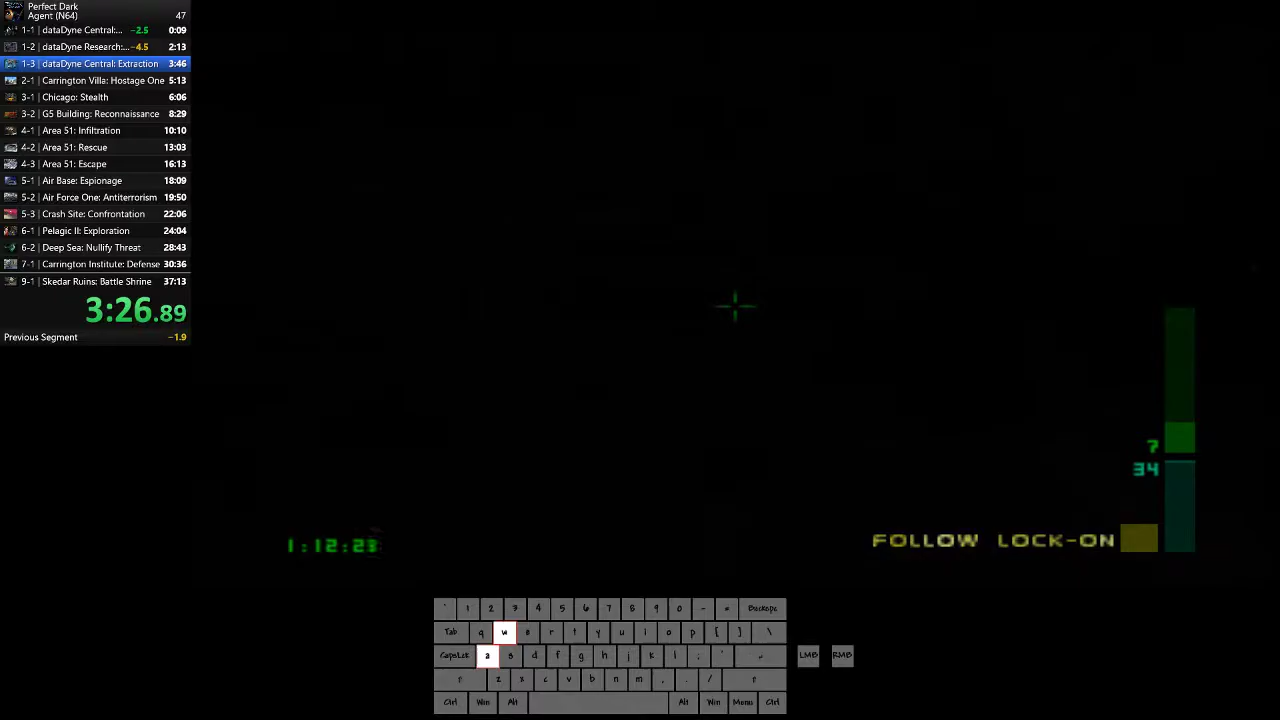 Perfect Dark
Agent (N64) 47
1-1 | dataDyne Central:... −2.5 0:09
1-2 | dataDyne Research:... −4.5 2:13
1-3 | dataDyne Central: Extraction 3:46
2-1 | Carrington Villa: Hostage One 5:13
3-1 | Chicago: Stealth 6:06
3-2 | G5 Building: Reconnaissance 8:29
4-1 | Area 51: Infiltration 10:10
4-2 | Area 51: Rescue 13:03
4-3 | Area 51: Escape 16:13
5-1 | Air Base: Espionage 18:09
5-2 | Air Force One: Antiterrorism 19:50
5-3 | Crash Site: Confrontation 22:06
6-1 | Pelagic II: Exploration 24:04
6-2 | Deep Sea: Nullify Threat 28:43
7-1 | Carrington Institute: Defense 30:36
9-1 | Skedar Ruins: Battle Shrine 37:13
3:26.89
Previous Segment −1.9
7
34
1:12:23
FOLLOW LOCK-ON
` 1 2 3 4 5 6 7 8 9 0 - = Backspc
Tab q w e r t y u i o p [ ] \
CapsLck a s d f g h j k l ; ' LMB RMB
z x c v b n m , . /
Ctrl Win Alt Alt Win Menu Ctrl